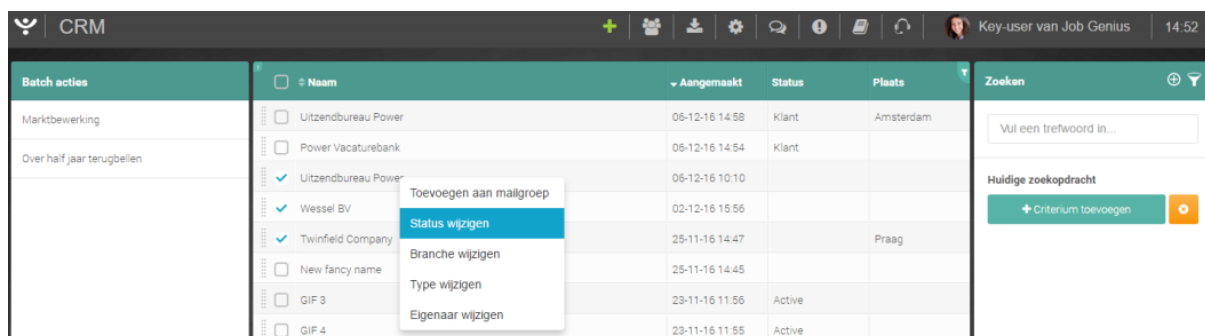 CRM
Key-user van Job Genius 14:52
Batch acties
Marktbewerking
Over half jaar terugbellen
Naam Aangemaakt Status Plaats
Uitzendbureau Power 06-12-16 14:58 Klant Amsterdam
Power Vacaturebank 06-12-16 14:54 Klant
Uitzendbureau Power 06-12-16 10:10
Wessel BV 02-12-16 15:56
Twinfield Company 25-11-16 14:47 Praag
New fancy name 25-11-16 14:45
GIF 3 23-11-16 11:56 Active
GIF 4 23-11-16 11:55 Active
Toevoegen aan mailgroep
Status wijzigen
Branche wijzigen
Type wijzigen
Eigenaar wijzigen
Zoeken
Vul een trefwoord in...
Huidige zoekopdracht
+ Criterium toevoegen